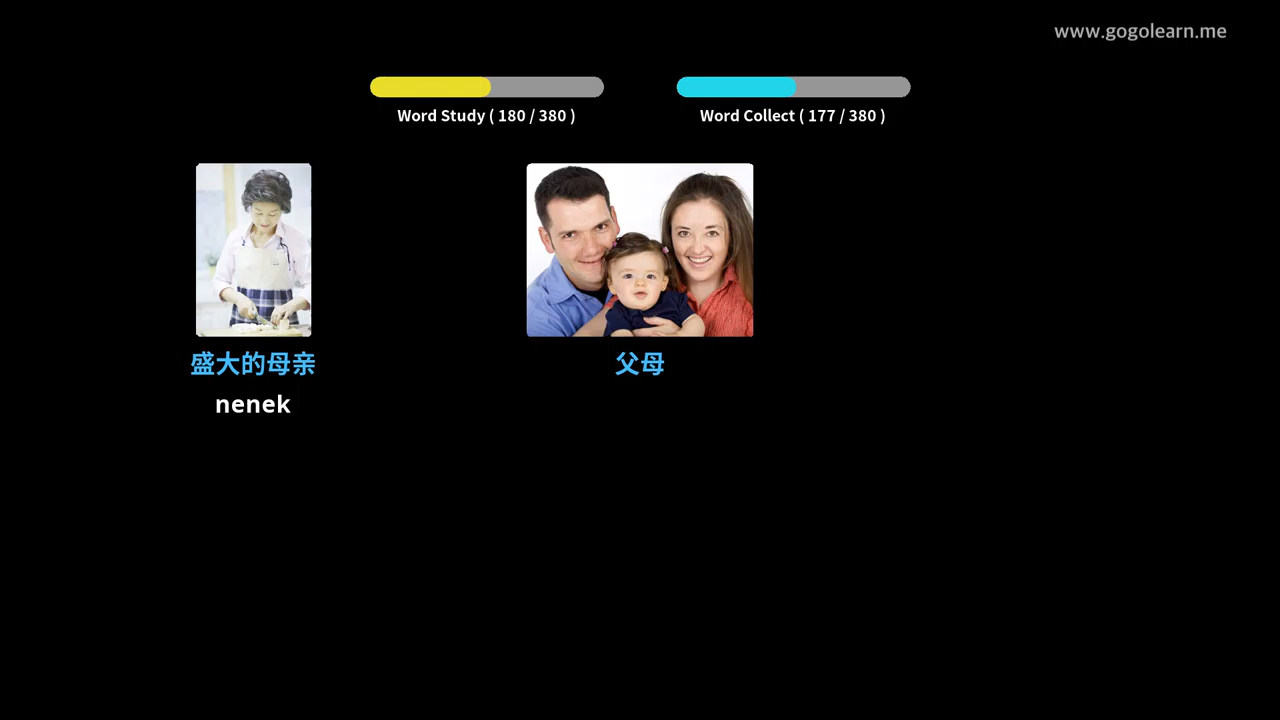 www.gogolearn.me
Word Study ( 180 / 380 )
Word Collect ( 177 / 380 )
盛大的母亲
父母
nenek